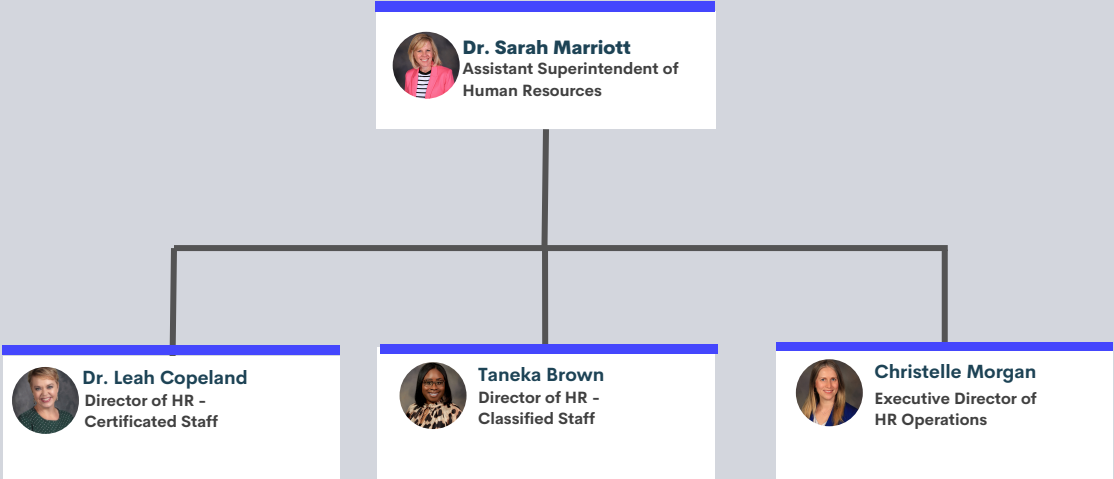 Dr. Sarah Marriott
Assistant Superintendent of
Human Resources
Dr. Leah Copeland
Director of HR -
Certificated Staff
Taneka Brown
Director of HR -
Classified Staff
Christelle Morgan
Executive Director of
HR Operations